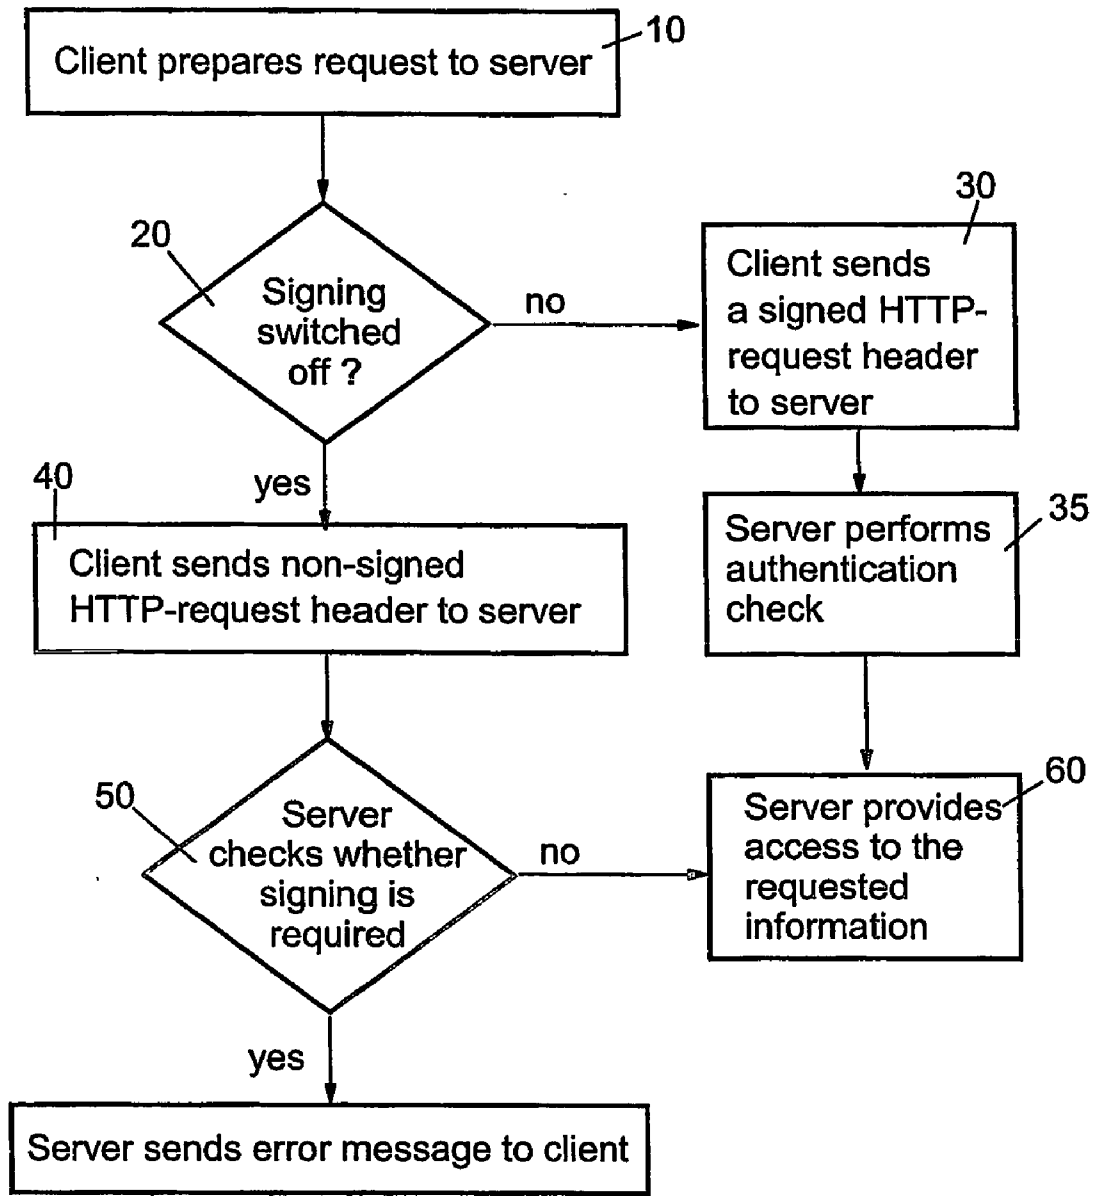 10
Client prepares request to server
20
Signing
switched
off ?
no
30
Client sends
a signed HTTP-
request header
to server
yes
40
Client sends non-signed
HTTP-request header to server
35
Server performs
authentication
check
50
Server
checks whether
signing is
required
no
60
Server provides
access to the
requested
information
yes
Server sends error message to client